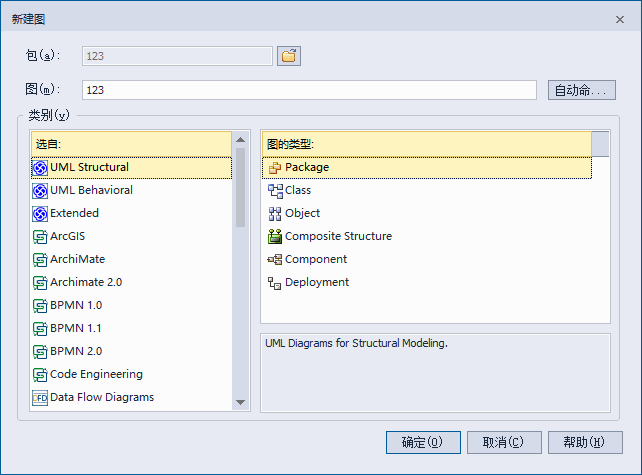 新建图
包(a): 123
图(m): 123 自动命...
类别(y)
选自:
UML Structural
UML Behavioral
Extended
ArcGIS
ArchiMate
Archimate 2.0
BPMN 1.0
BPMN 1.1
BPMN 2.0
Code Engineering
DFD Data Flow Diagrams
图的类型:
Package
Class
Object
Composite Structure
Component
Deployment
UML Diagrams for Structural Modeling.
确定(O) 取消(C) 帮助(H)